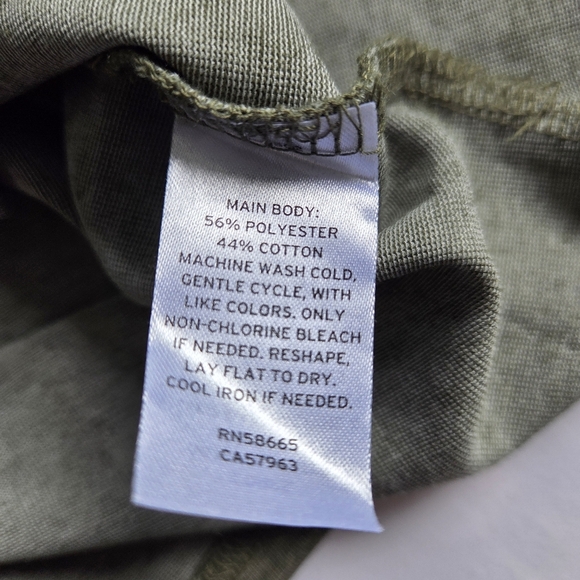 MAIN BODY:
56% POLYESTER
44% COTTON
MACHINE WASH COLD,
GENTLE CYCLE, WITH
LIKE COLORS. ONLY
NON-CHLORINE BLEACH
IF NEEDED. RESHAPE,
LAY FLAT TO DRY.
COOL IRON IF NEEDED.
RN58665
CA57963